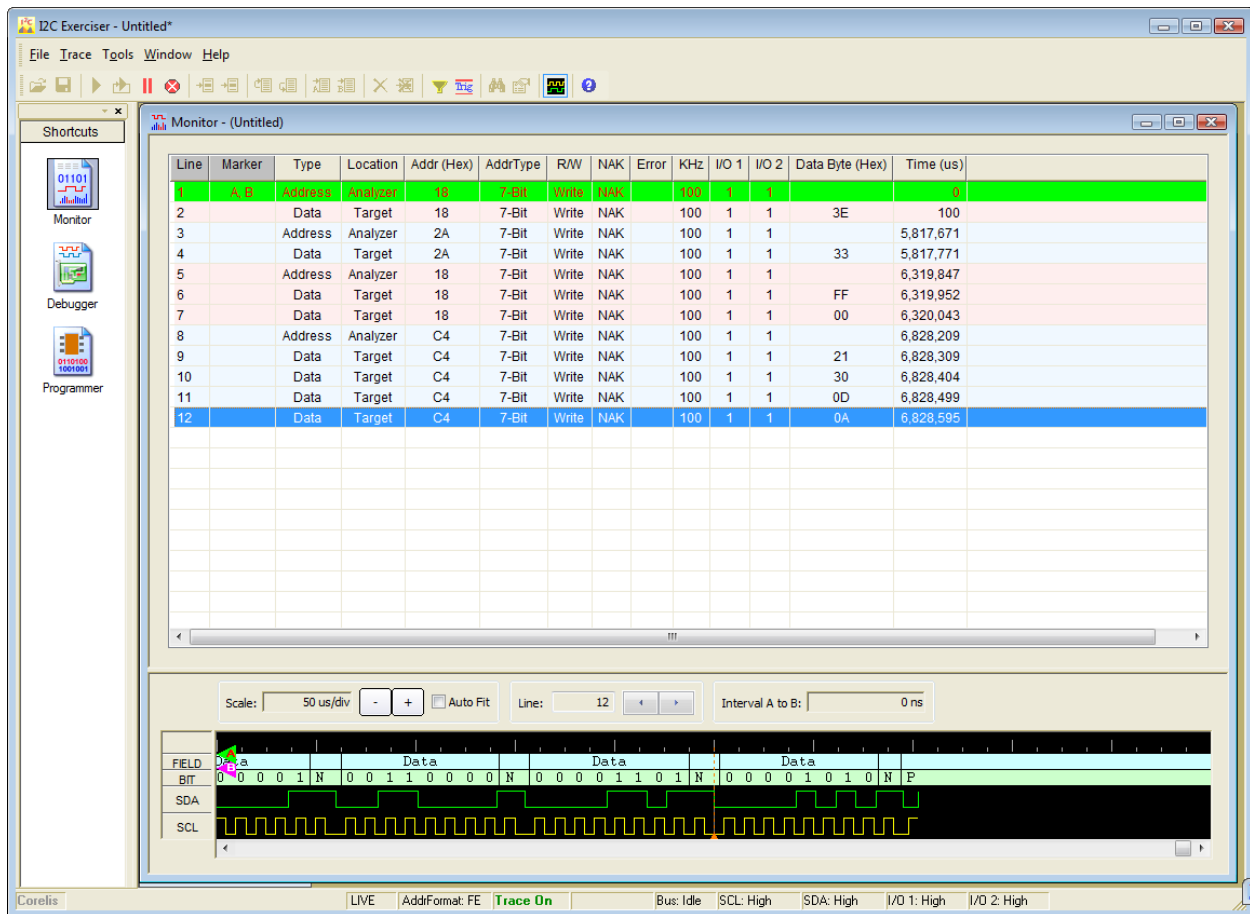 I2C Exerciser - Untitled*
File Trace Tools Window Help
Trig
Shortcuts
01101
Monitor
Debugger
0110100
1001001
Programmer
Monitor - (Untitled)
Line Marker Type Location Addr (Hex) AddrType R/W NAK Error KHz I/O 1 I/O 2 Data Byte (Hex) Time (us)
1 A, B Address Analyzer 18 7-Bit Write NAK 100 1 1 0
2 Data Target 18 7-Bit Write NAK 100 1 1 3E 100
3 Address Analyzer 2A 7-Bit Write NAK 100 1 1 5,817,671
4 Data Target 2A 7-Bit Write NAK 100 1 1 33 5,817,771
5 Address Analyzer 18 7-Bit Write NAK 100 1 1 6,319,847
6 Data Target 18 7-Bit Write NAK 100 1 1 FF 6,319,952
7 Data Target 18 7-Bit Write NAK 100 1 1 00 6,320,043
8 Address Analyzer C4 7-Bit Write NAK 100 1 1 6,828,209
9 Data Target C4 7-Bit Write NAK 100 1 1 21 6,828,309
10 Data Target C4 7-Bit Write NAK 100 1 1 30 6,828,404
11 Data Target C4 7-Bit Write NAK 100 1 1 0D 6,828,499
12 Data Target C4 7-Bit Write NAK 100 1 1 0A 6,828,595
Scale: 50 us/div - + Auto Fit Line: 12 Interval A to B: 0 ns
A
B
FIELD Data Data Data Data
BIT 0 0 0 0 1 N 0 0 1 1 0 0 0 0 N 0 0 0 0 1 1 0 1 N 0 0 0 0 1 0 1 0 N P
SDA
SCL
Corelis LIVE AddrFormat: FE Trace On Bus: Idle SCL: High SDA: High I/O 1: High I/O 2: High